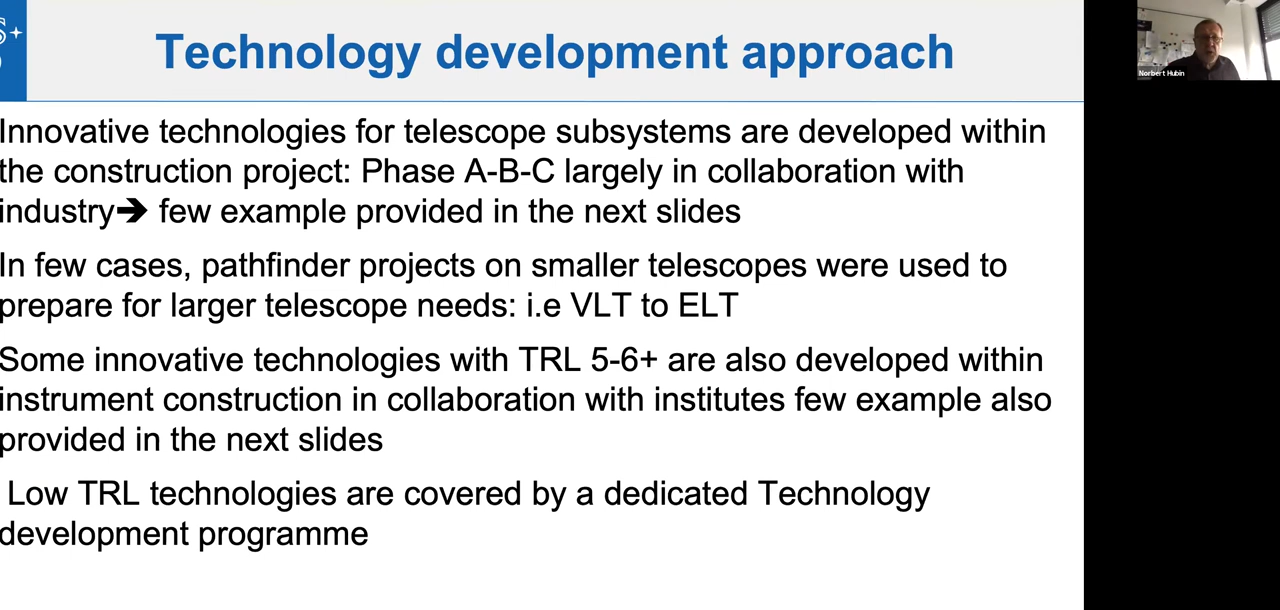 Technology development approach
Norbert Hubin
Innovative technologies for telescope subsystems are developed within
the construction project: Phase A-B-C largely in collaboration with
industry➔ few example provided in the next slides
In few cases, pathfinder projects on smaller telescopes were used to
prepare for larger telescope needs: i.e VLT to ELT
Some innovative technologies with TRL 5-6+ are also developed within
instrument construction in collaboration with institutes few example also
provided in the next slides
Low TRL technologies are covered by a dedicated Technology
development programme